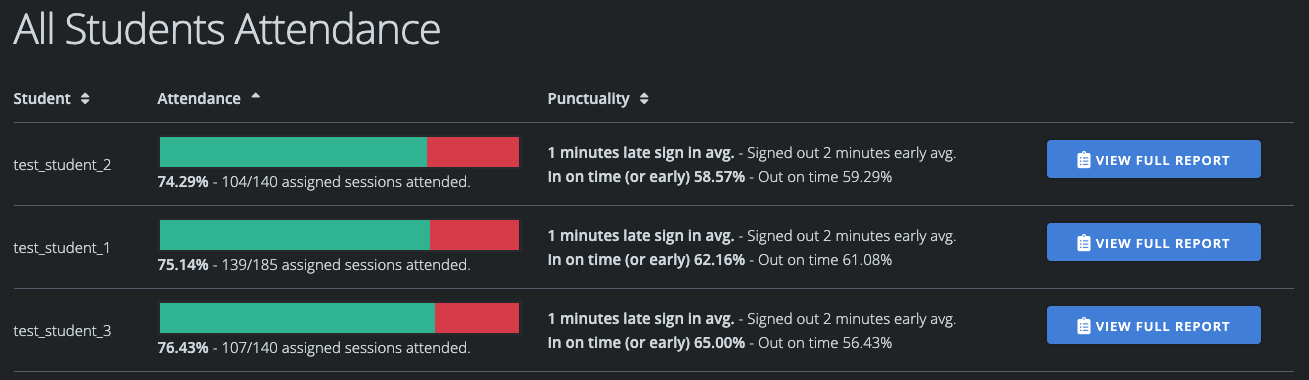 All Students Attendance
Student Attendance Punctuality
test_student_2
74.29% - 104/140 assigned sessions attended.
1 minutes late sign in avg. - Signed out 2 minutes early avg.
In on time (or early) 58.57% - Out on time 59.29%
VIEW FULL REPORT
test_student_1
75.14% - 139/185 assigned sessions attended.
1 minutes late sign in avg. - Signed out 2 minutes early avg.
In on time (or early) 62.16% - Out on time 61.08%
VIEW FULL REPORT
test_student_3
76.43% - 107/140 assigned sessions attended.
1 minutes late sign in avg. - Signed out 2 minutes early avg.
In on time (or early) 65.00% - Out on time 56.43%
VIEW FULL REPORT